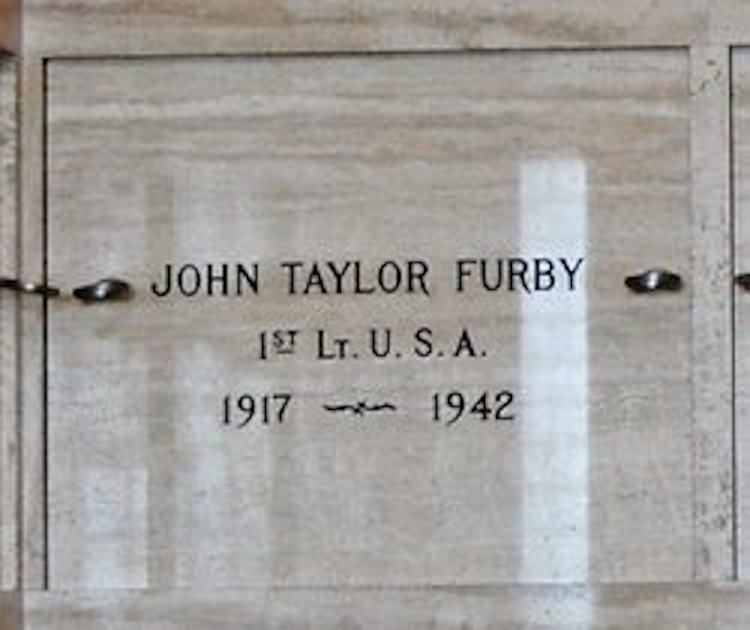 JOHN TAYLOR FURBY
1ST LT. U. S. A.
1917 ~ 1942